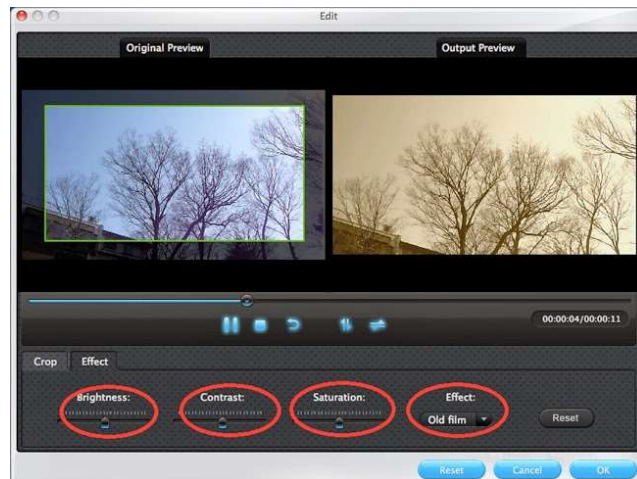 Edit
Original Preview
Output Preview
00:00:04/00:00:11
Crop
Effect
Brightness:
Contrast:
Saturation:
Effect:
Old film
Reset
Reset
Cancel
OK